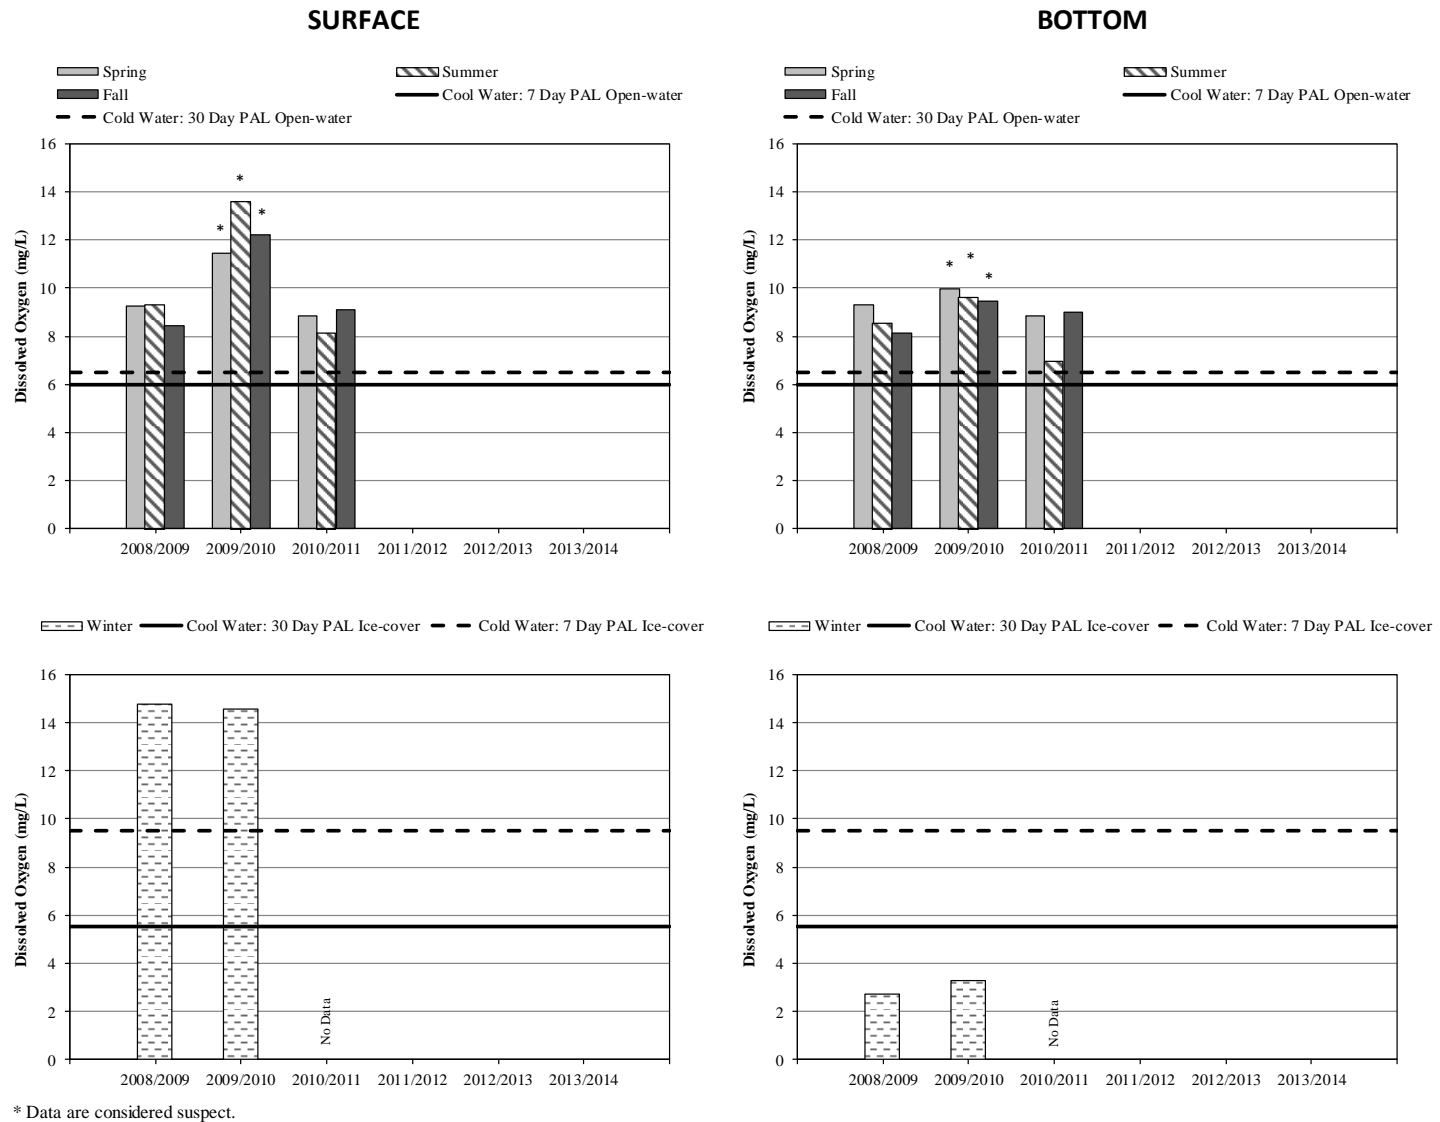 SURFACE
BOTTOM
Spring
Summer
Fall
Cool Water: 7 Day PAL Open-water
Cold Water: 30 Day PAL Open-water
Dissolved Oxygen (mg/L)
16
14
12
10
8
6
4
2
0
*
*
*
2008/2009 2009/2010 2010/2011 2011/2012 2012/2013 2013/2014
Spring
Summer
Fall
Cool Water: 7 Day PAL Open-water
Cold Water: 30 Day PAL Open-water
Dissolved Oxygen (mg/L)
16
14
12
10
8
6
4
2
0
*
*
*
2008/2009 2009/2010 2010/2011 2011/2012 2012/2013 2013/2014
Winter Cool Water: 30 Day PAL Ice-cover Cold Water: 7 Day PAL Ice-cover
Dissolved Oxygen (mg/L)
16
14
12
10
8
6
4
2
0
No Data
2008/2009 2009/2010 2010/2011 2011/2012 2012/2013 2013/2014
Winter Cool Water: 30 Day PAL Ice-cover Cold Water: 7 Day PAL Ice-cover
Dissolved Oxygen (mg/L)
16
14
12
10
8
6
4
2
0
No Data
2008/2009 2009/2010 2010/2011 2011/2012 2012/2013 2013/2014
* Data are considered suspect.